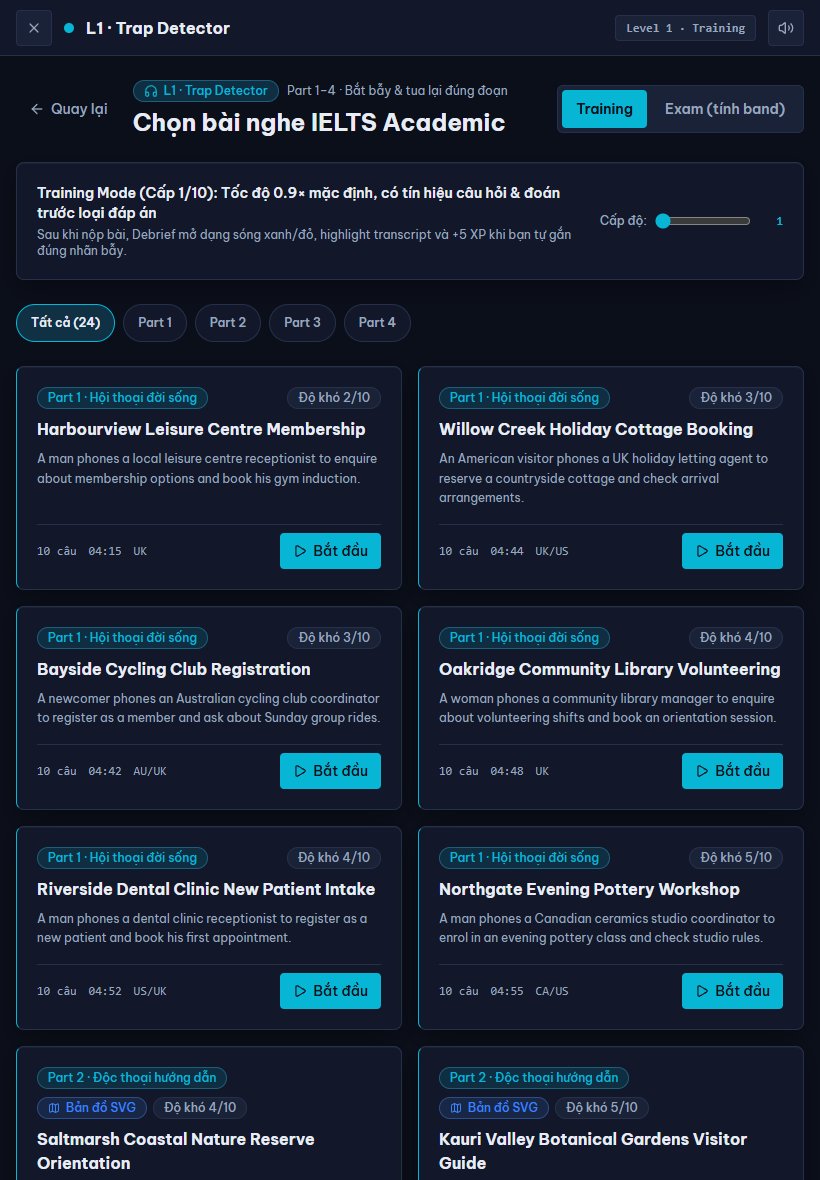 L1 · Trap Detector
Level 1 · Training
Quay lại
L1 · Trap Detector
Part 1–4 · Bắt bẫy & tua lại đúng đoạn
Chọn bài nghe IELTS Academic
Training
Exam (tính band)
Training Mode (Cấp 1/10): Tốc độ 0.9× mặc định, có tín hiệu câu hỏi & đoán
trước loại đáp án
Sau khi nộp bài, Debrief mở dạng sóng xanh/đỏ, highlight transcript và +5 XP khi bạn tự gắn
đúng nhãn bẫy.
Cấp độ:
1
Tất cả (24)
Part 1
Part 2
Part 3
Part 4
Part 1 · Hội thoại đời sống
Độ khó 2/10
Harbourview Leisure Centre Membership
A man phones a local leisure centre receptionist to enquire
about membership options and book his gym induction.
10 câu 04:15 UK
Bắt đầu
Part 1 · Hội thoại đời sống
Độ khó 3/10
Willow Creek Holiday Cottage Booking
An American visitor phones a UK holiday letting agent to
reserve a countryside cottage and check arrival
arrangements.
10 câu 04:44 UK/US
Bắt đầu
Part 1 · Hội thoại đời sống
Độ khó 3/10
Bayside Cycling Club Registration
A newcomer phones an Australian cycling club coordinator
to register as a member and ask about Sunday group rides.
10 câu 04:42 AU/UK
Bắt đầu
Part 1 · Hội thoại đời sống
Độ khó 4/10
Oakridge Community Library Volunteering
A woman phones a community library manager to enquire
about volunteering shifts and book an orientation session.
10 câu 04:48 UK
Bắt đầu
Part 1 · Hội thoại đời sống
Độ khó 4/10
Riverside Dental Clinic New Patient Intake
A man phones a dental clinic receptionist to register as a
new patient and book his first appointment.
10 câu 04:52 US/UK
Bắt đầu
Part 1 · Hội thoại đời sống
Độ khó 5/10
Northgate Evening Pottery Workshop
A man phones a Canadian ceramics studio coordinator to
enrol in an evening pottery class and check studio rules.
10 câu 04:55 CA/US
Bắt đầu
Part 2 · Độc thoại hướng dẫn
Bản đồ SVG
Độ khó 4/10
Saltmarsh Coastal Nature Reserve
Orientation
Part 2 · Độc thoại hướng dẫn
Bản đồ SVG
Độ khó 5/10
Kauri Valley Botanical Gardens Visitor
Guide